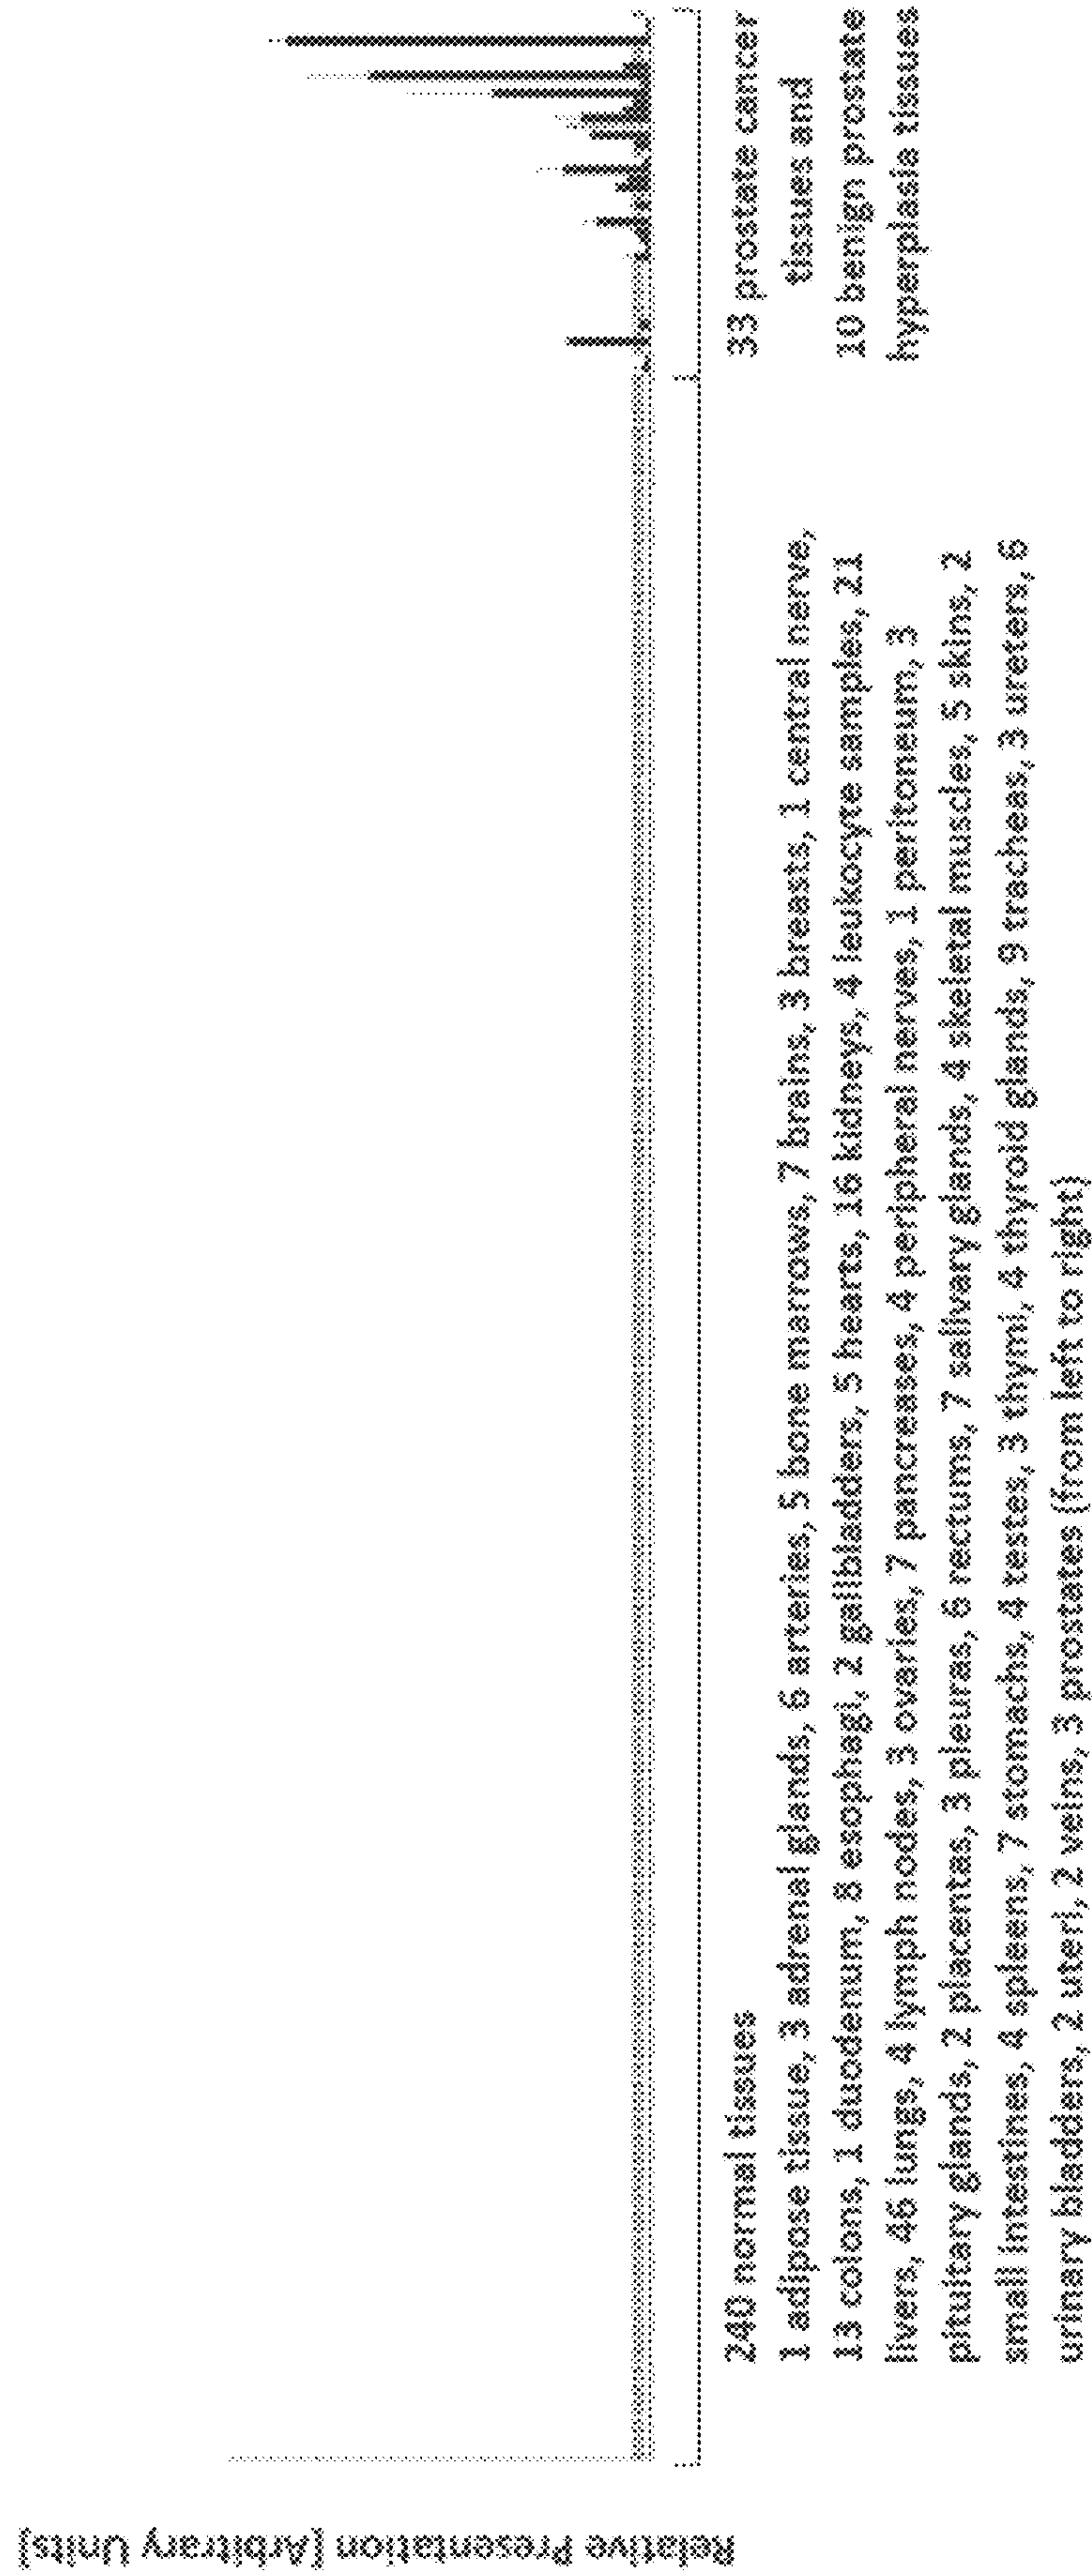 Relative Presentation [Arbitrary Units]
240 normal tissues
1 adipose tissue, 3 adrenal glands, 6 arteries, 5 bone marrows, 7 brains, 3 breasts, 1 central nerve,
13 colons, 1 duodenum, 8 esophagi, 2 gallbladders, 5 hearts, 16 kidneys, 4 leukocyte samples, 21
livers, 46 lungs, 4 lymph nodes, 3 ovaries, 7 pancreases, 4 peripheral nerves, 1 peritoneum, 3
pituitary glands, 2 placentas, 3 pleuras, 6 rectums, 7 salivary glands, 4 skeletal muscles, 5 skins, 2
small intestines, 4 spleens, 7 stomachs, 4 testes, 3 thymi, 4 thyroid glands, 9 tracheas, 3 ureters, 6
urinary bladders, 2 uteri, 2 veins, 3 prostates (from left to right)
33 prostate cancer
tissues and
10 benign prostate
hyperplasia tissues